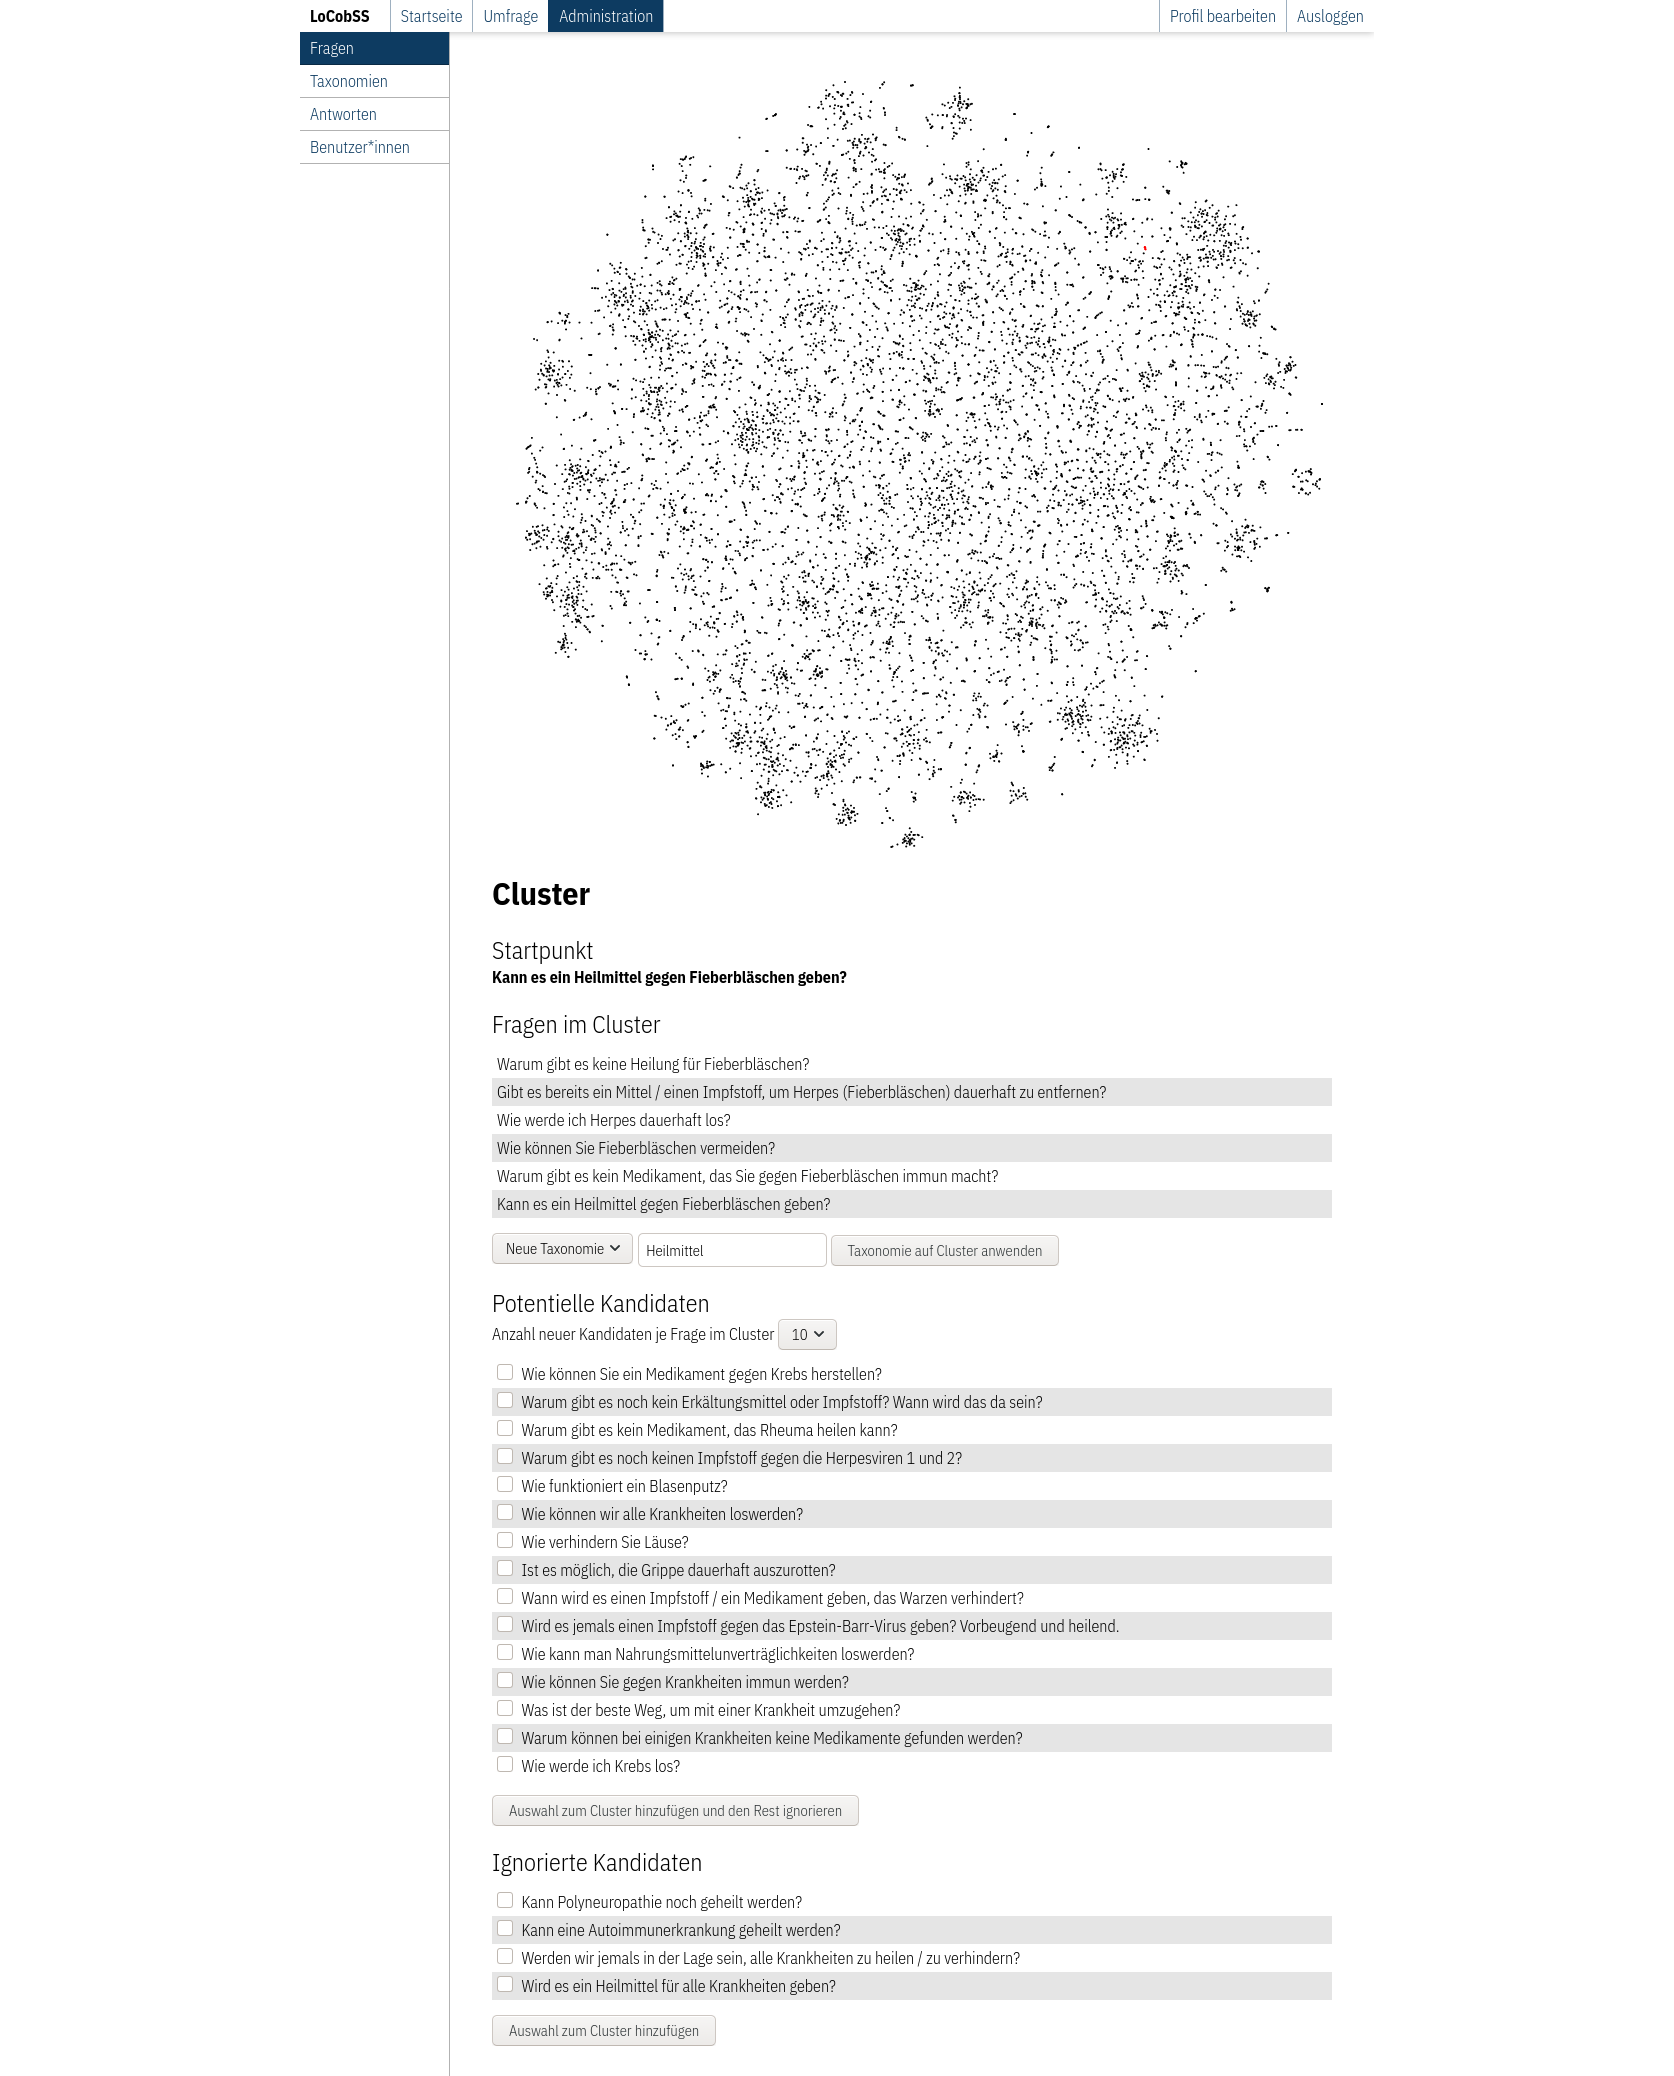 LoCobSS Startseite Umfrage Administration Profil bearbeiten Ausloggen
Fragen
Taxonomien
Antworten
Benutzer*innen
Cluster
Startpunkt
Kann es ein Heilmittel gegen Fieberbläschen geben?
Fragen im Cluster
Warum gibt es keine Heilung für Fieberbläschen?
Gibt es bereits ein Mittel / einen Impfstoff, um Herpes (Fieberbläschen) dauerhaft zu entfernen?
Wie werde ich Herpes dauerhaft los?
Wie können Sie Fieberbläschen vermeiden?
Warum gibt es kein Medikament, das Sie gegen Fieberbläschen immun macht?
Kann es ein Heilmittel gegen Fieberbläschen geben?
Neue Taxonomie Heilmittel Taxonomie auf Cluster anwenden
Potentielle Kandidaten
Anzahl neuer Kandidaten je Frage im Cluster 10
Wie können Sie ein Medikament gegen Krebs herstellen?
Warum gibt es noch kein Erkältungsmittel oder Impfstoff? Wann wird das da sein?
Warum gibt es kein Medikament, das Rheuma heilen kann?
Warum gibt es noch keinen Impfstoff gegen die Herpesviren 1 und 2?
Wie funktioniert ein Blasenputz?
Wie können wir alle Krankheiten loswerden?
Wie verhindern Sie Läuse?
Ist es möglich, die Grippe dauerhaft auszurotten?
Wann wird es einen Impfstoff / ein Medikament geben, das Warzen verhindert?
Wird es jemals einen Impfstoff gegen das Epstein-Barr-Virus geben? Vorbeugend und heilend.
Wie kann man Nahrungsmittelunverträglichkeiten loswerden?
Wie können Sie gegen Krankheiten immun werden?
Was ist der beste Weg, um mit einer Krankheit umzugehen?
Warum können bei einigen Krankheiten keine Medikamente gefunden werden?
Wie werde ich Krebs los?
Auswahl zum Cluster hinzufügen und den Rest ignorieren
Ignorierte Kandidaten
Kann Polyneuropathie noch geheilt werden?
Kann eine Autoimmunerkrankung geheilt werden?
Werden wir jemals in der Lage sein, alle Krankheiten zu heilen / zu verhindern?
Wird es ein Heilmittel für alle Krankheiten geben?
Auswahl zum Cluster hinzufügen